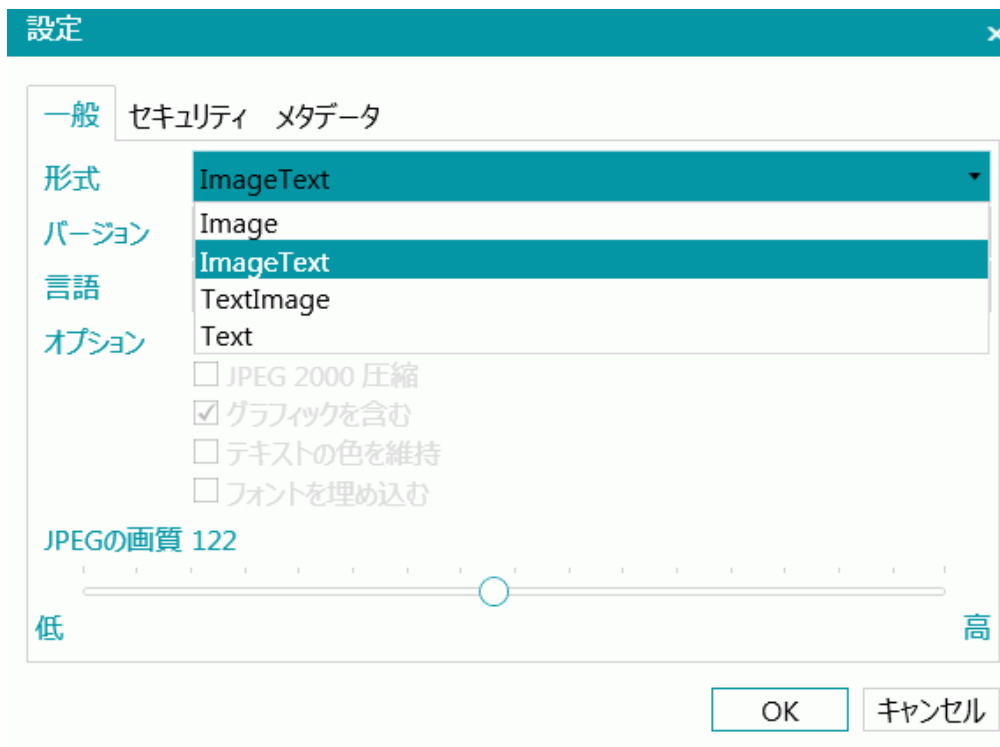 設定
一般 セキュリティ メタデータ
形式 ImageText
Image
バージョン
ImageText
言語
TextImage
オプション Text
JPEG 2000 圧縮
グラフィックを含む
テキストの色を維持
フォントを埋め込む
JPEGの画質 122
低 高
OK キャンセル